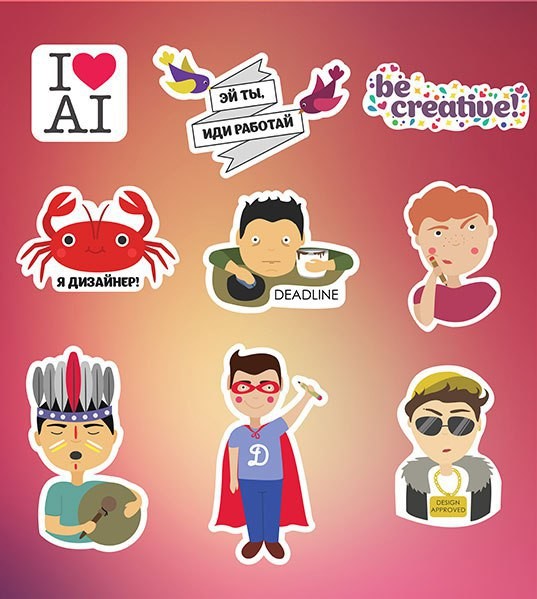 I ♥
AI
ЭЙ ТЫ,
ИДИ РАБОТАЙ
be
creative!
Я ДИЗАЙНЕР!
DEADLINE
D
DESIGN
APPROVED